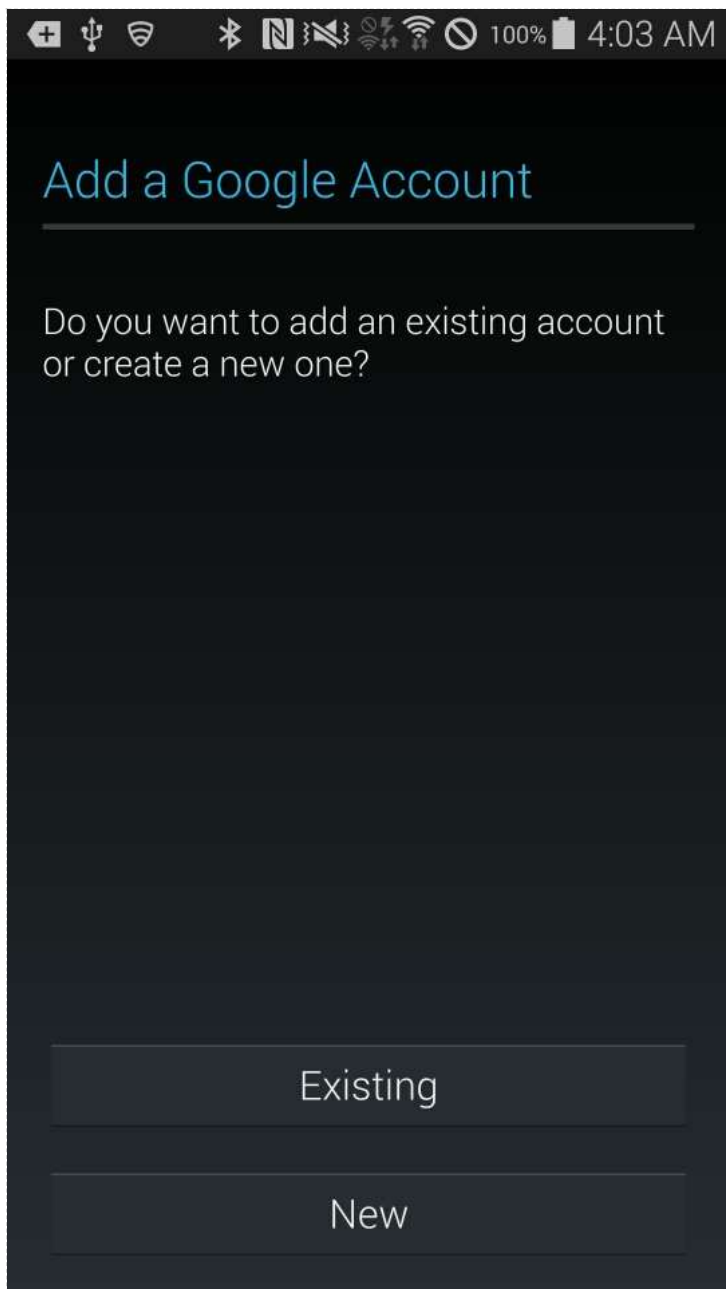 100% 4:03 AM
Add a Google Account
Do you want to add an existing account
or create a new one?
Existing
New